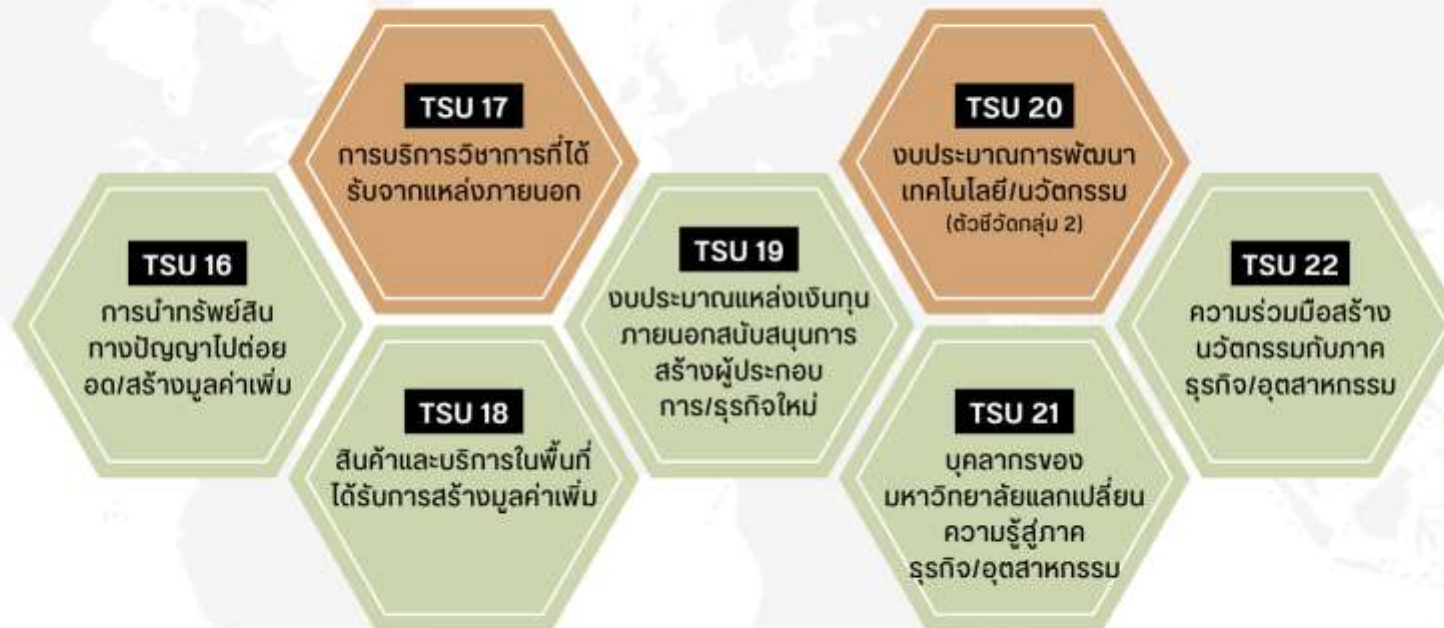 TSU 16
การนำทรัพย์สิน
ทางปัญญาไปต่อย
อด/สร้างมูลค่าเพิ่ม
TSU 17
การบริการวิชาการที่ได้
รับจากแหล่งภายนอก
TSU 18
สินค้าและบริการในพื้นที่
ได้รับการสร้างมูลค่าเพิ่ม
TSU 19
งบประมาณแหล่งเงินทุน
ภายนอกสนับสนุนการ
สร้างผู้ประกอบ
การ/ธุรกิจใหม่
TSU 20
งบประมาณการพัฒนา
เทคโนโลยี/นวัตกรรม
(ตัวชี้วัดกลุ่ม 2)
TSU 21
บุคลากรของ
มหาวิทยาลัยแลกเปลี่ยน
ความรู้สู่ภาค
ธุรกิจ/อุตสาหกรรม
TSU 22
ความร่วมมือสร้าง
นวัตกรรมกับภาค
ธุรกิจ/อุตสาหกรรม